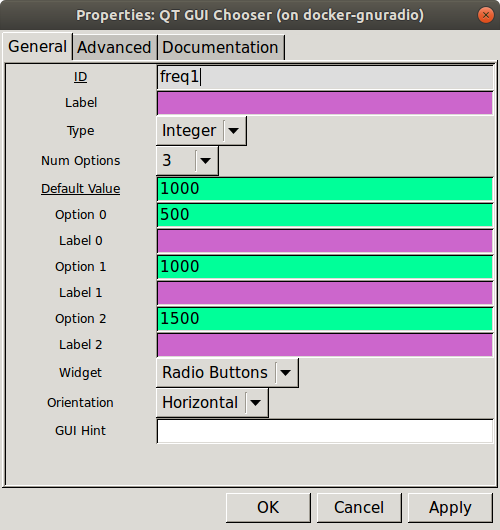 Properties: QT GUI Chooser (on docker-gnuradio)
General Advanced Documentation
ID freq1
Label
Type Integer
Num Options 3
Default Value 1000
Option 0 500
Label 0
Option 1 1000
Label 1
Option 2 1500
Label 2
Widget Radio Buttons
Orientation Horizontal
GUI Hint
OK Cancel Apply